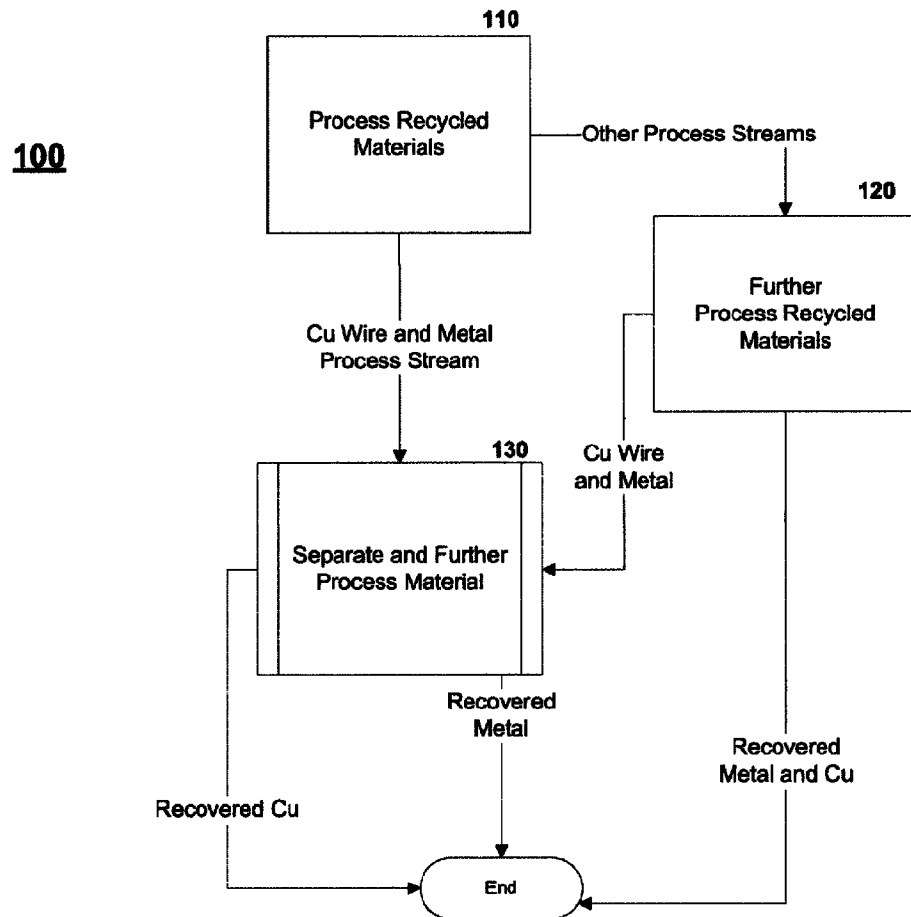 110
Process Recycled
Materials
Other Process Streams
100
120
Further
Process Recycled
Materials
Cu Wire and Metal
Process Stream
130
Cu Wire
and Metal
Separate and Further
Process Material
Recovered
Metal
Recovered
Metal and Cu
Recovered Cu
End